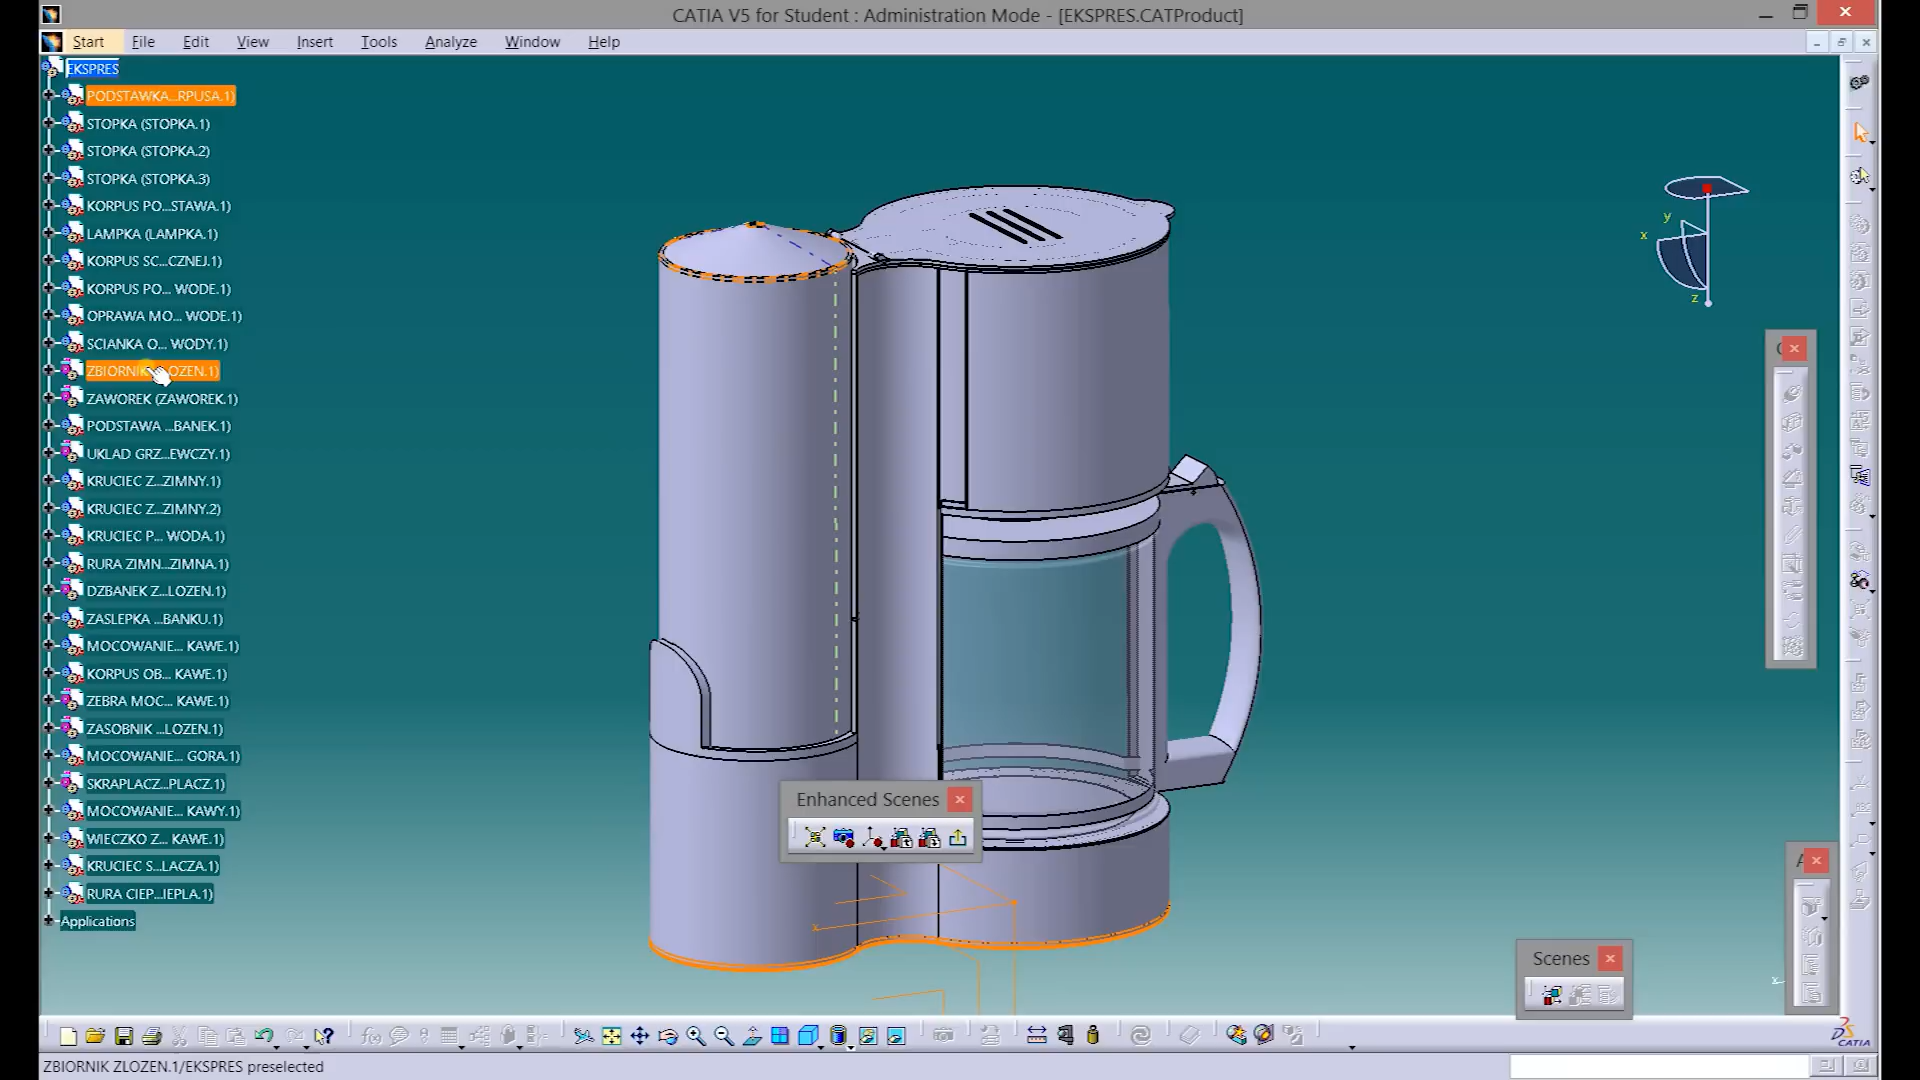 CATIA V5 for Student : Administration Mode - [EKSPRES.CATProduct]
Start File Edit View Insert Tools Analyze Window Help
EKSPRES
PODSTAWKA...RPUSA.1)
STOPKA (STOPKA.1)
STOPKA (STOPKA.2)
STOPKA (STOPKA.3)
KORPUS PO...STAWA.1)
LAMPKA (LAMPKA.1)
KORPUS SC...CZNEJ.1)
KORPUS PO... WODE.1)
OPRAWA MO... WODE.1)
SCIANKA O... WODY.1)
ZBIORNIK OZEN.1)
ZAWOREK (ZAWOREK.1)
PODSTAWA ...BANEK.1)
UKLAD GRZ...EWCZY.1)
KRUCIEC Z...ZIMNY.1)
KRUCIEC Z...ZIMNY.2)
KRUCIEC P... WODA.1)
RURA ZIMN...ZIMNA.1)
DZBANEK Z...LOZEN.1)
ZASLEPKA ...BANKU.1)
MOCOWANIE... KAWE.1)
KORPUS OB... KAWE.1)
ZEBRA MOC... KAWE.1)
ZASOBNIK ...LOZEN.1)
MOCOWANIE... GORA.1)
SKRAPLACZ...PLACZ.1)
MOCOWANIE... KAWY.1)
WIECZKO Z... KAWE.1)
KRUCIEC S...LACZA.1)
RURA CIEP...IEPLA.1)
Applications
y
x
z
Enhanced Scenes
x
Scenes
x
CATIA
ZBIORNIK ZLOZEN.1/EKSPRES preselected